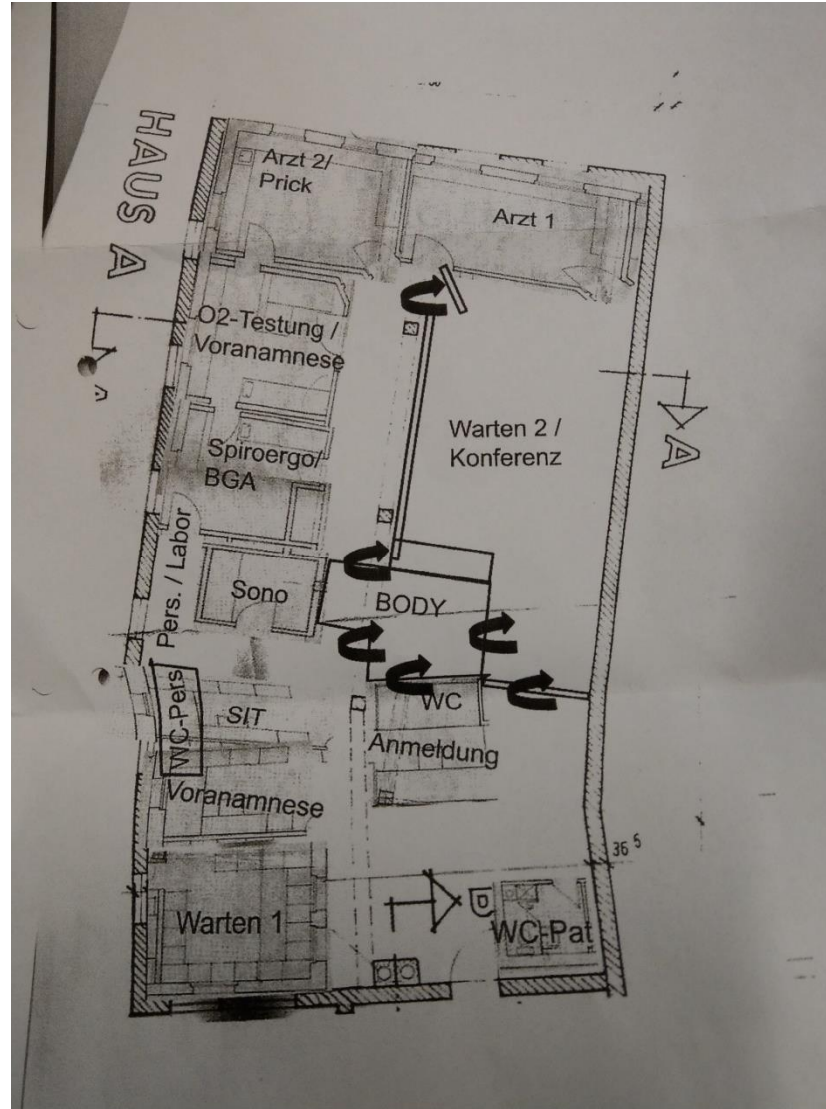 HAUS A
Arzt 2/
Prick
Arzt 1
O2-Testung /
Voranamnese
A
Warten 2 /
Konferenz
A
Spiroergo/
BGA
Pers. / Labor
Sono
BODY
WC-Pers
SIT
WC
Anmeldung
Voranamnese
36 5
Warten 1
D
WC-Pat